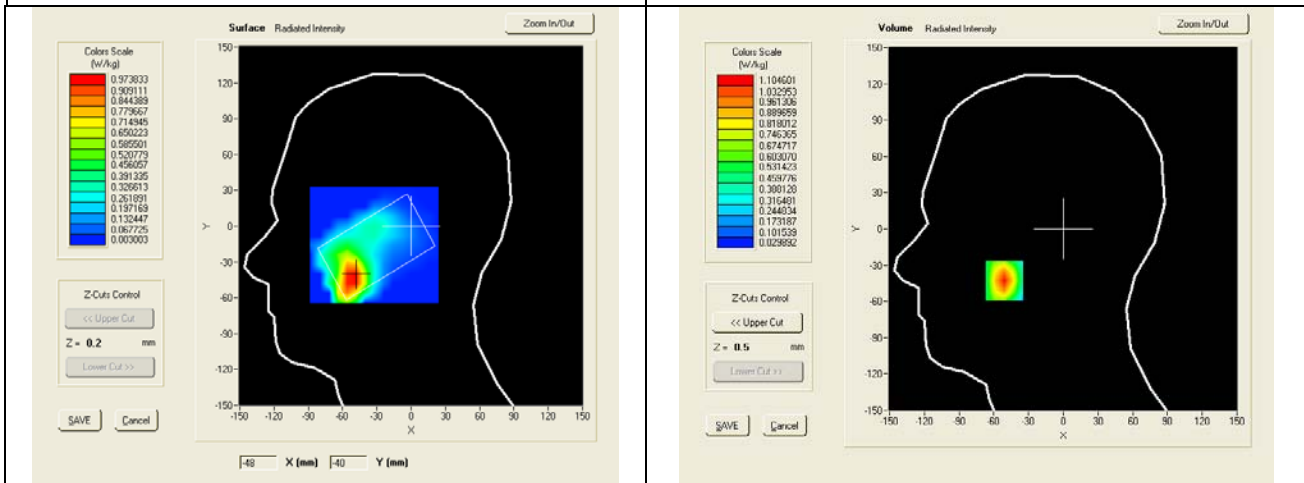 Surface Radiated Intensity
Zoom In/Out
Colors Scale
(W/kg)
0.973833
0.909111
0.844389
0.779667
0.714945
0.650223
0.585501
0.520779
0.456057
0.391335
0.326613
0.261891
0.197169
0.132447
0.067725
0.003003
Z-Cuts Control
<< Upper Cut
Z = 0.2 mm
Lower Cut >>
SAVE
Cancel
150
120
90
60
30
0
-30
-60
-90
-120
-150
Y
-150 -120 -90 -60 -30 0 30 60 90 120 150
X
-48 X (mm) -40 Y (mm)
Volume Radiated Intensity
Zoom In/Out
Colors Scale
(W/kg)
1.104601
1.032953
0.961306
0.889659
0.818012
0.746365
0.674717
0.603070
0.531423
0.459776
0.388128
0.316481
0.244834
0.173187
0.101539
0.029892
Z-Cuts Control
<< Upper Cut
Z = 0.5 mm
Lower Cut >>
SAVE
Cancel
150
120
90
60
30
0
-30
-60
-90
-120
-150
Y
-150 -120 -90 -60 -30 0 30 60 90 120 150
X